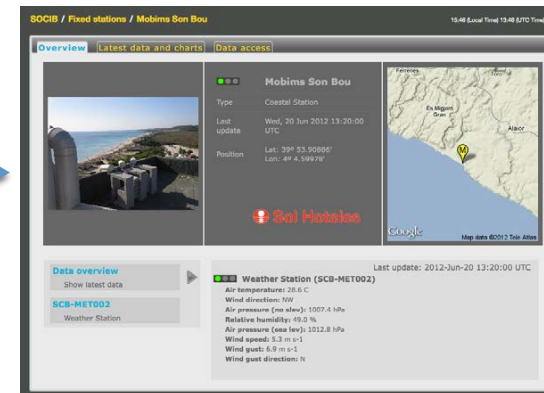 SOCIB / Fixed stations / Mobims Son Bou
15:46 (Local Time) 13:46 (UTC Time)
Overview
Latest data and charts
Data access
Mobims Son Bou
Type Coastal Station
Last update Wed, 20 Jun 2012 13:20:00 UTC
Position Lat: 39º 53.90886'
Lon: 4º 4.59978'
Sol Hoteles
Ferreries
Es Migjorn
Gran
Alaior
M
Google
Map data ©2012 Tele Atlas
Data overview
Show latest data
SCB-MET002
Weather Station
Last update: 2012-Jun-20 13:20:00 UTC
Weather Station (SCB-MET002)
Air temperature: 28.6 C
Wind direction: NW
Air pressure (no slev): 1007.4 hPa
Relative humidity: 49.0 %
Air pressure (sea lev): 1012.8 hPa
Wind speed: 5.3 m s-1
Wind gust: 6.9 m s-1
Wind gust direction: N